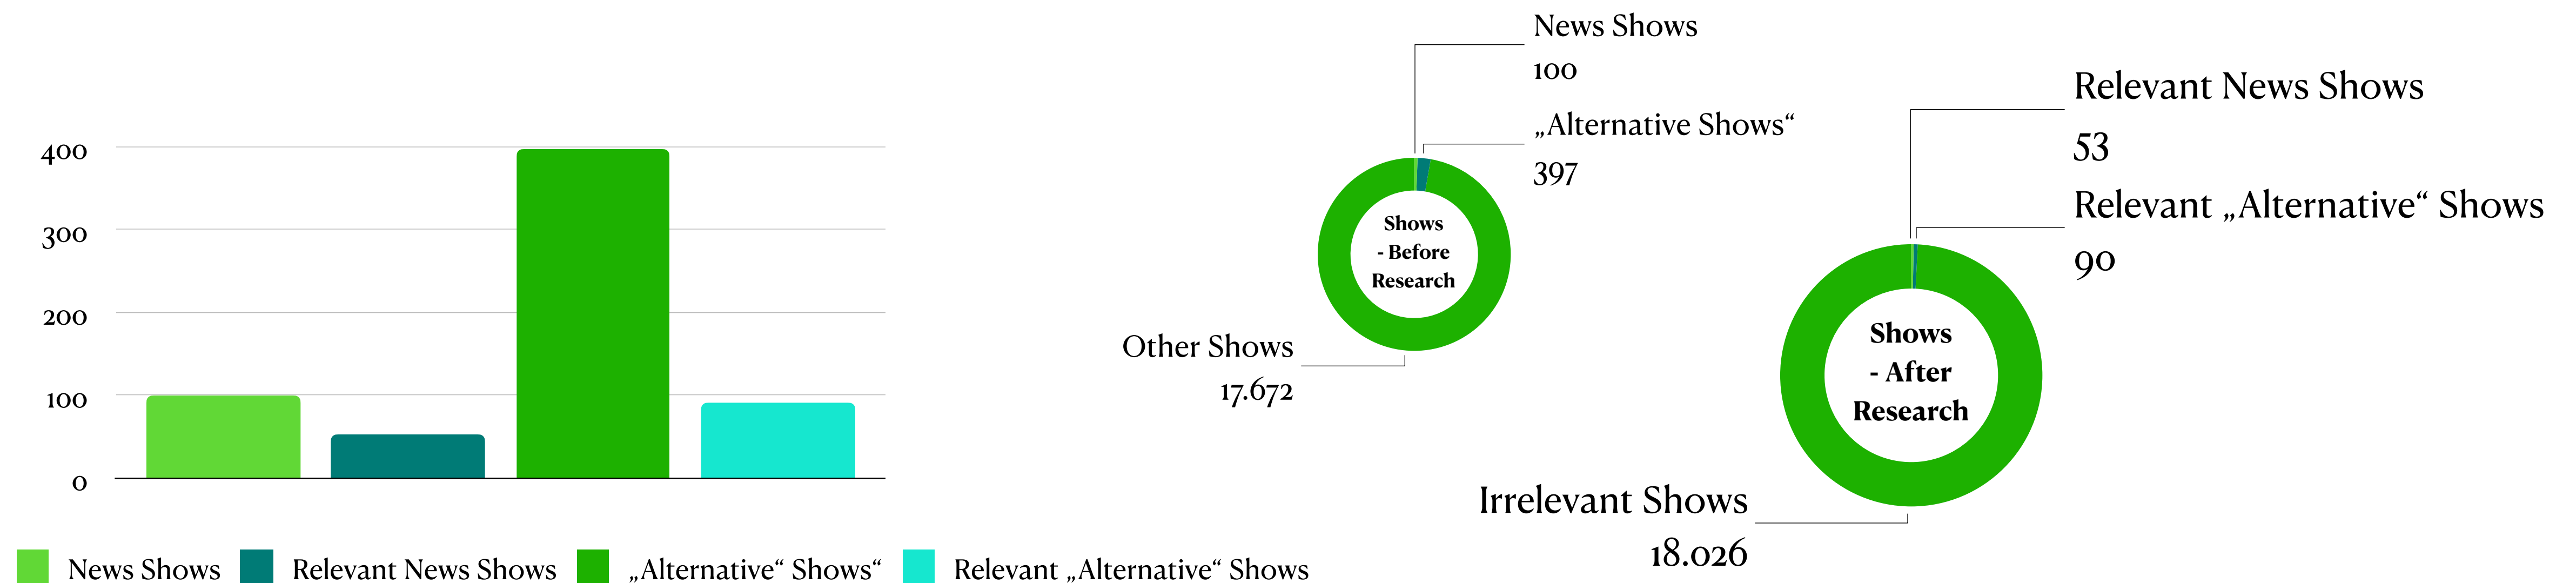 400
300
200
100
0
News Shows
Relevant News Shows
„Alternative“ Shows“
Relevant „Alternative“ Shows
News Shows
100
„Alternative Shows“
397
Shows
- Before
Research
Other Shows
17.672
Relevant News Shows
53
Relevant „Alternative“ Shows
90
Shows
- After
Research
Irrelevant Shows
18.026